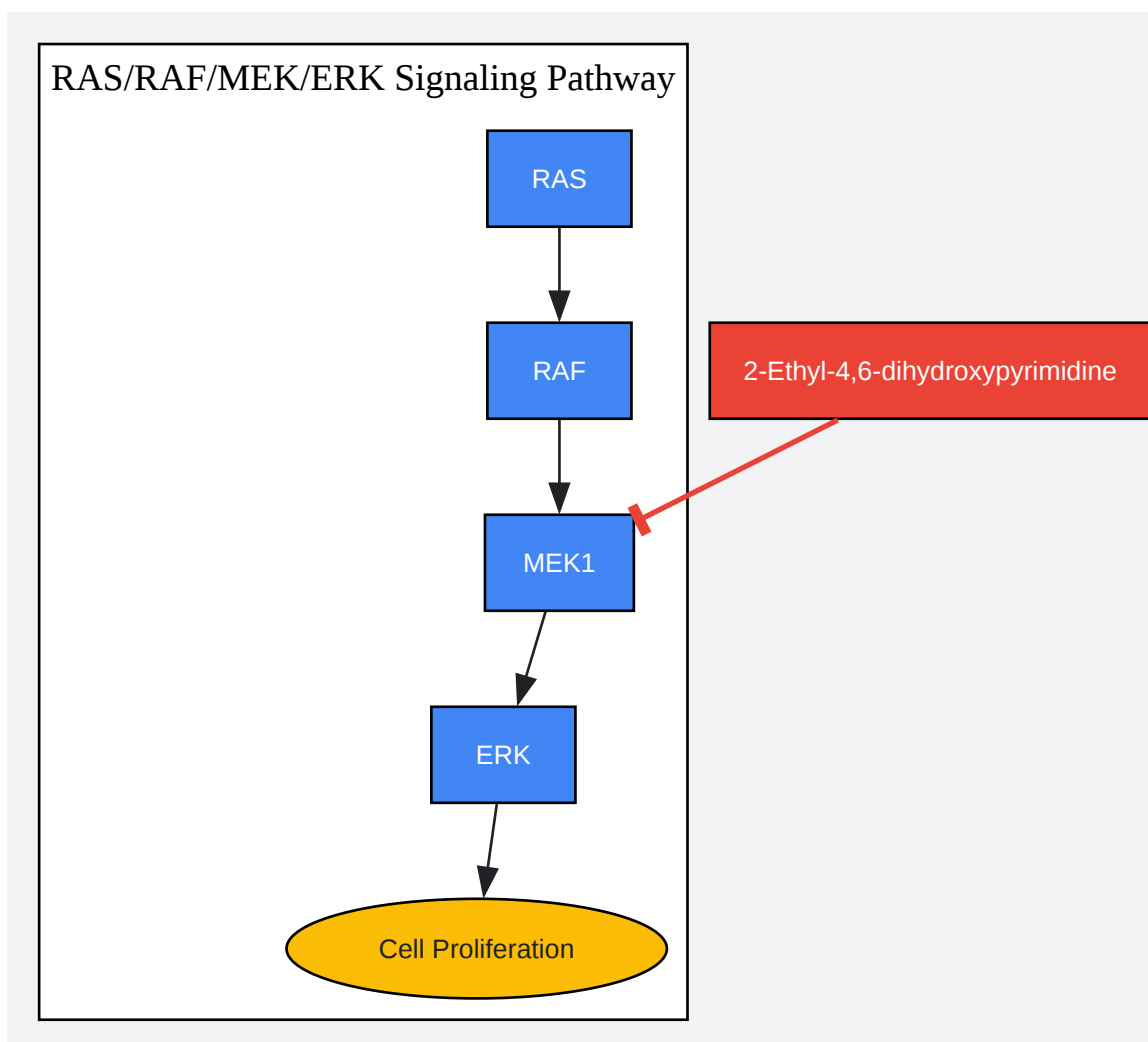 RAS/RAF/MEK/ERK Signaling Pathway
RAS
RAF
2-Ethyl-4,6-dihydroxypyrimidine
MEK1
ERK
Cell Proliferation